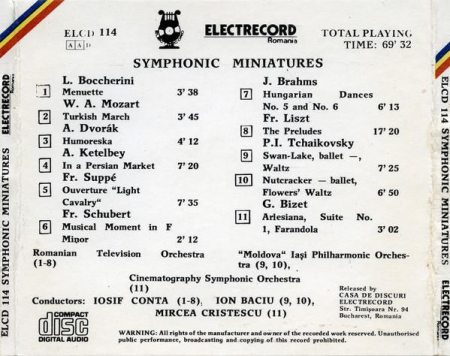 ELCD 114
AAD
ELECTRECORD
Romania
TOTAL PLAYING
TIME: 69' 32
SYMPHONIC MINIATURES
L. Boccherini
1 Menuette 3' 38
W. A. Mozart
2 Turkish March 3' 45
A. Dvorák
3 Humoreska 4' 12
A. Ketelbey
4 In a Persian Market 7' 20
Fr. Suppé
5 Ouverture "Light
Cavalry" 7' 35
Fr. Schubert
6 Musical Moment in F
Minor 2' 12
J. Brahms
7 Hungarian Dances
No. 5 and No. 6 6' 13
Fr. Liszt
8 The Preludes 17' 20
P.I. Tchaikovsky
9 Swan-Lake, ballet —,
Waltz 7' 25
10 Nutcracker — ballet,
Flowers' Waltz 6' 50
G. Bizet
11 Arlesiana, Suite No.
1, Farandola 3' 02
Romanian Television Orchestra
(1-8)
"Moldova" Iaşi Philharmonic Orches-
tra (9, 10),
Cinematography Symphonic Orchestra
(11)
Conductors: IOSIF CONTA (1-8), ION BACIU (9, 10),
MIRCEA CRISTESCU (11)
Released by
CASA DE DISCURI
ELECTRECORD
Str. Timişoara Nr. 94
Bucharest, Romania
COMPACT
disc
DIGITAL AUDIO
WARNING: All rights of the manufacturer and owner of the recorded work reserved. Unauthorised
public performance, broadcasting and copying of this record prohibited.
ELCD 114 SYMPHONIC MINIATURES ELECTRECORD
Romania
ELCD 114 SYMPHONIC MINIATURES ELECTRECORD